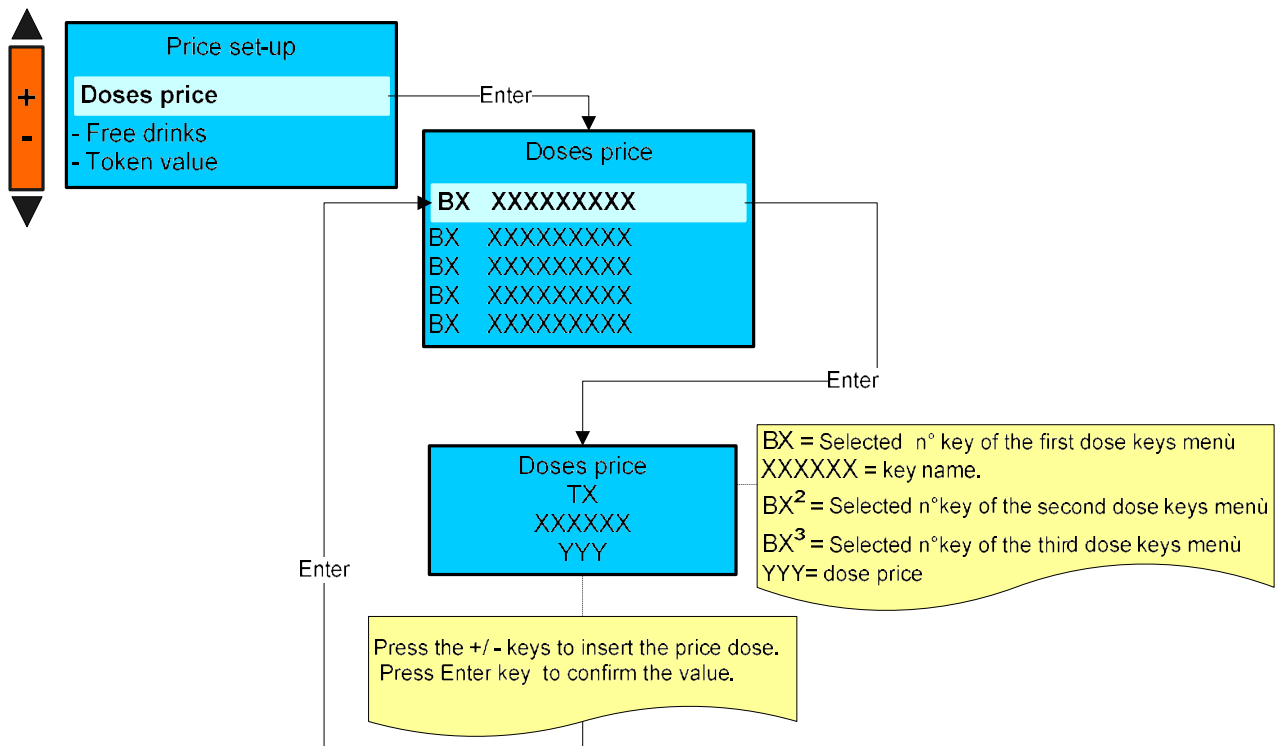 +
-
Price set-up
Doses price
- Free drinks
- Token value
Enter
Doses price
BX XXXXXXXXX
BX XXXXXXXXX
BX XXXXXXXXX
BX XXXXXXXXX
BX XXXXXXXXX
Enter
Doses price
TX
XXXXXX
YYY
BX = Selected n° key of the first dose keys menù
XXXXXX = key name.
BX² = Selected n°key of the second dose keys menù
BX³ = Selected n°key of the third dose keys menù
YYY= dose price
Enter
Press the +/ - keys to insert the price dose.
Press Enter key to confirm the value.